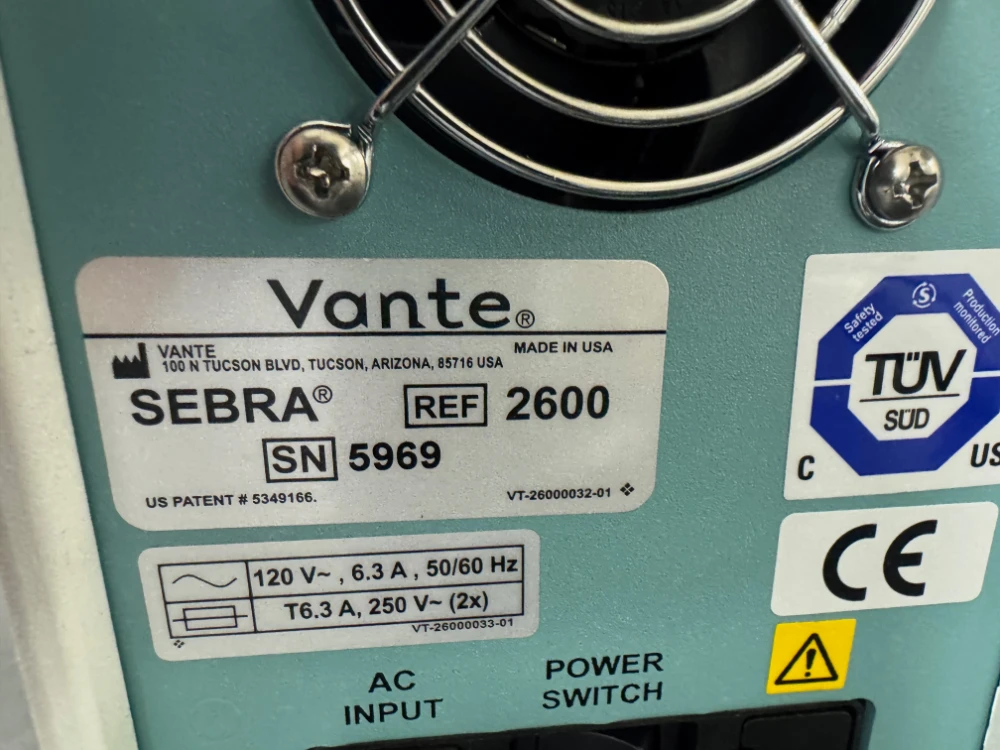 Vante®
VANTE
100 N TUCSON BLVD, TUCSON, ARIZONA, 85716 USA
MADE IN USA
SEBRA® REF 2600
SN 5969
US PATENT # 5349166.
VT-26000032-01
Safety tested
Production monitored
TÜV
SÜD
C US
CE
120 V~ , 6.3 A , 50/60 Hz
T6.3 A, 250 V~ (2x)
VT-26000033-01
AC
INPUT
POWER
SWITCH